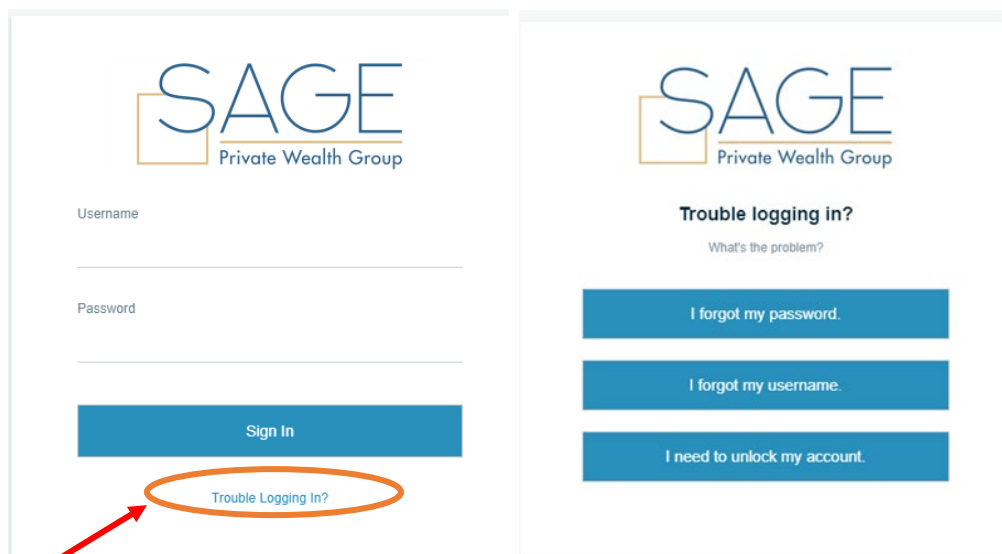 SAGE
Private Wealth Group
Username
Password
Sign In
Trouble Logging In?
SAGE
Private Wealth Group
Trouble logging in?
What's the problem?
I forgot my password.
I forgot my username.
I need to unlock my account.